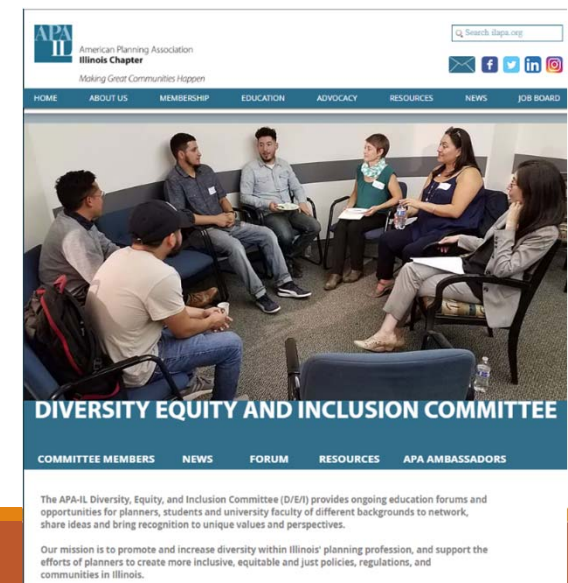 APA
IL
American Planning Association
Illinois Chapter
Making Great Communities Happen
Search ilapa.org
HOME ABOUT US MEMBERSHIP EDUCATION ADVOCACY RESOURCES NEWS JOB BOARD
DIVERSITY EQUITY AND INCLUSION COMMITTEE
COMMITTEE MEMBERS NEWS FORUM RESOURCES APA AMBASSADORS
The APA-IL Diversity, Equity, and Inclusion Committee (D/E/I) provides ongoing education forums and
opportunities for planners, students and university faculty of different backgrounds to network,
share ideas and bring recognition to unique values and perspectives.
Our mission is to promote and increase diversity within Illinois' planning profession, and support the
efforts of planners to create more inclusive, equitable and just policies, regulations, and
communities in Illinois.